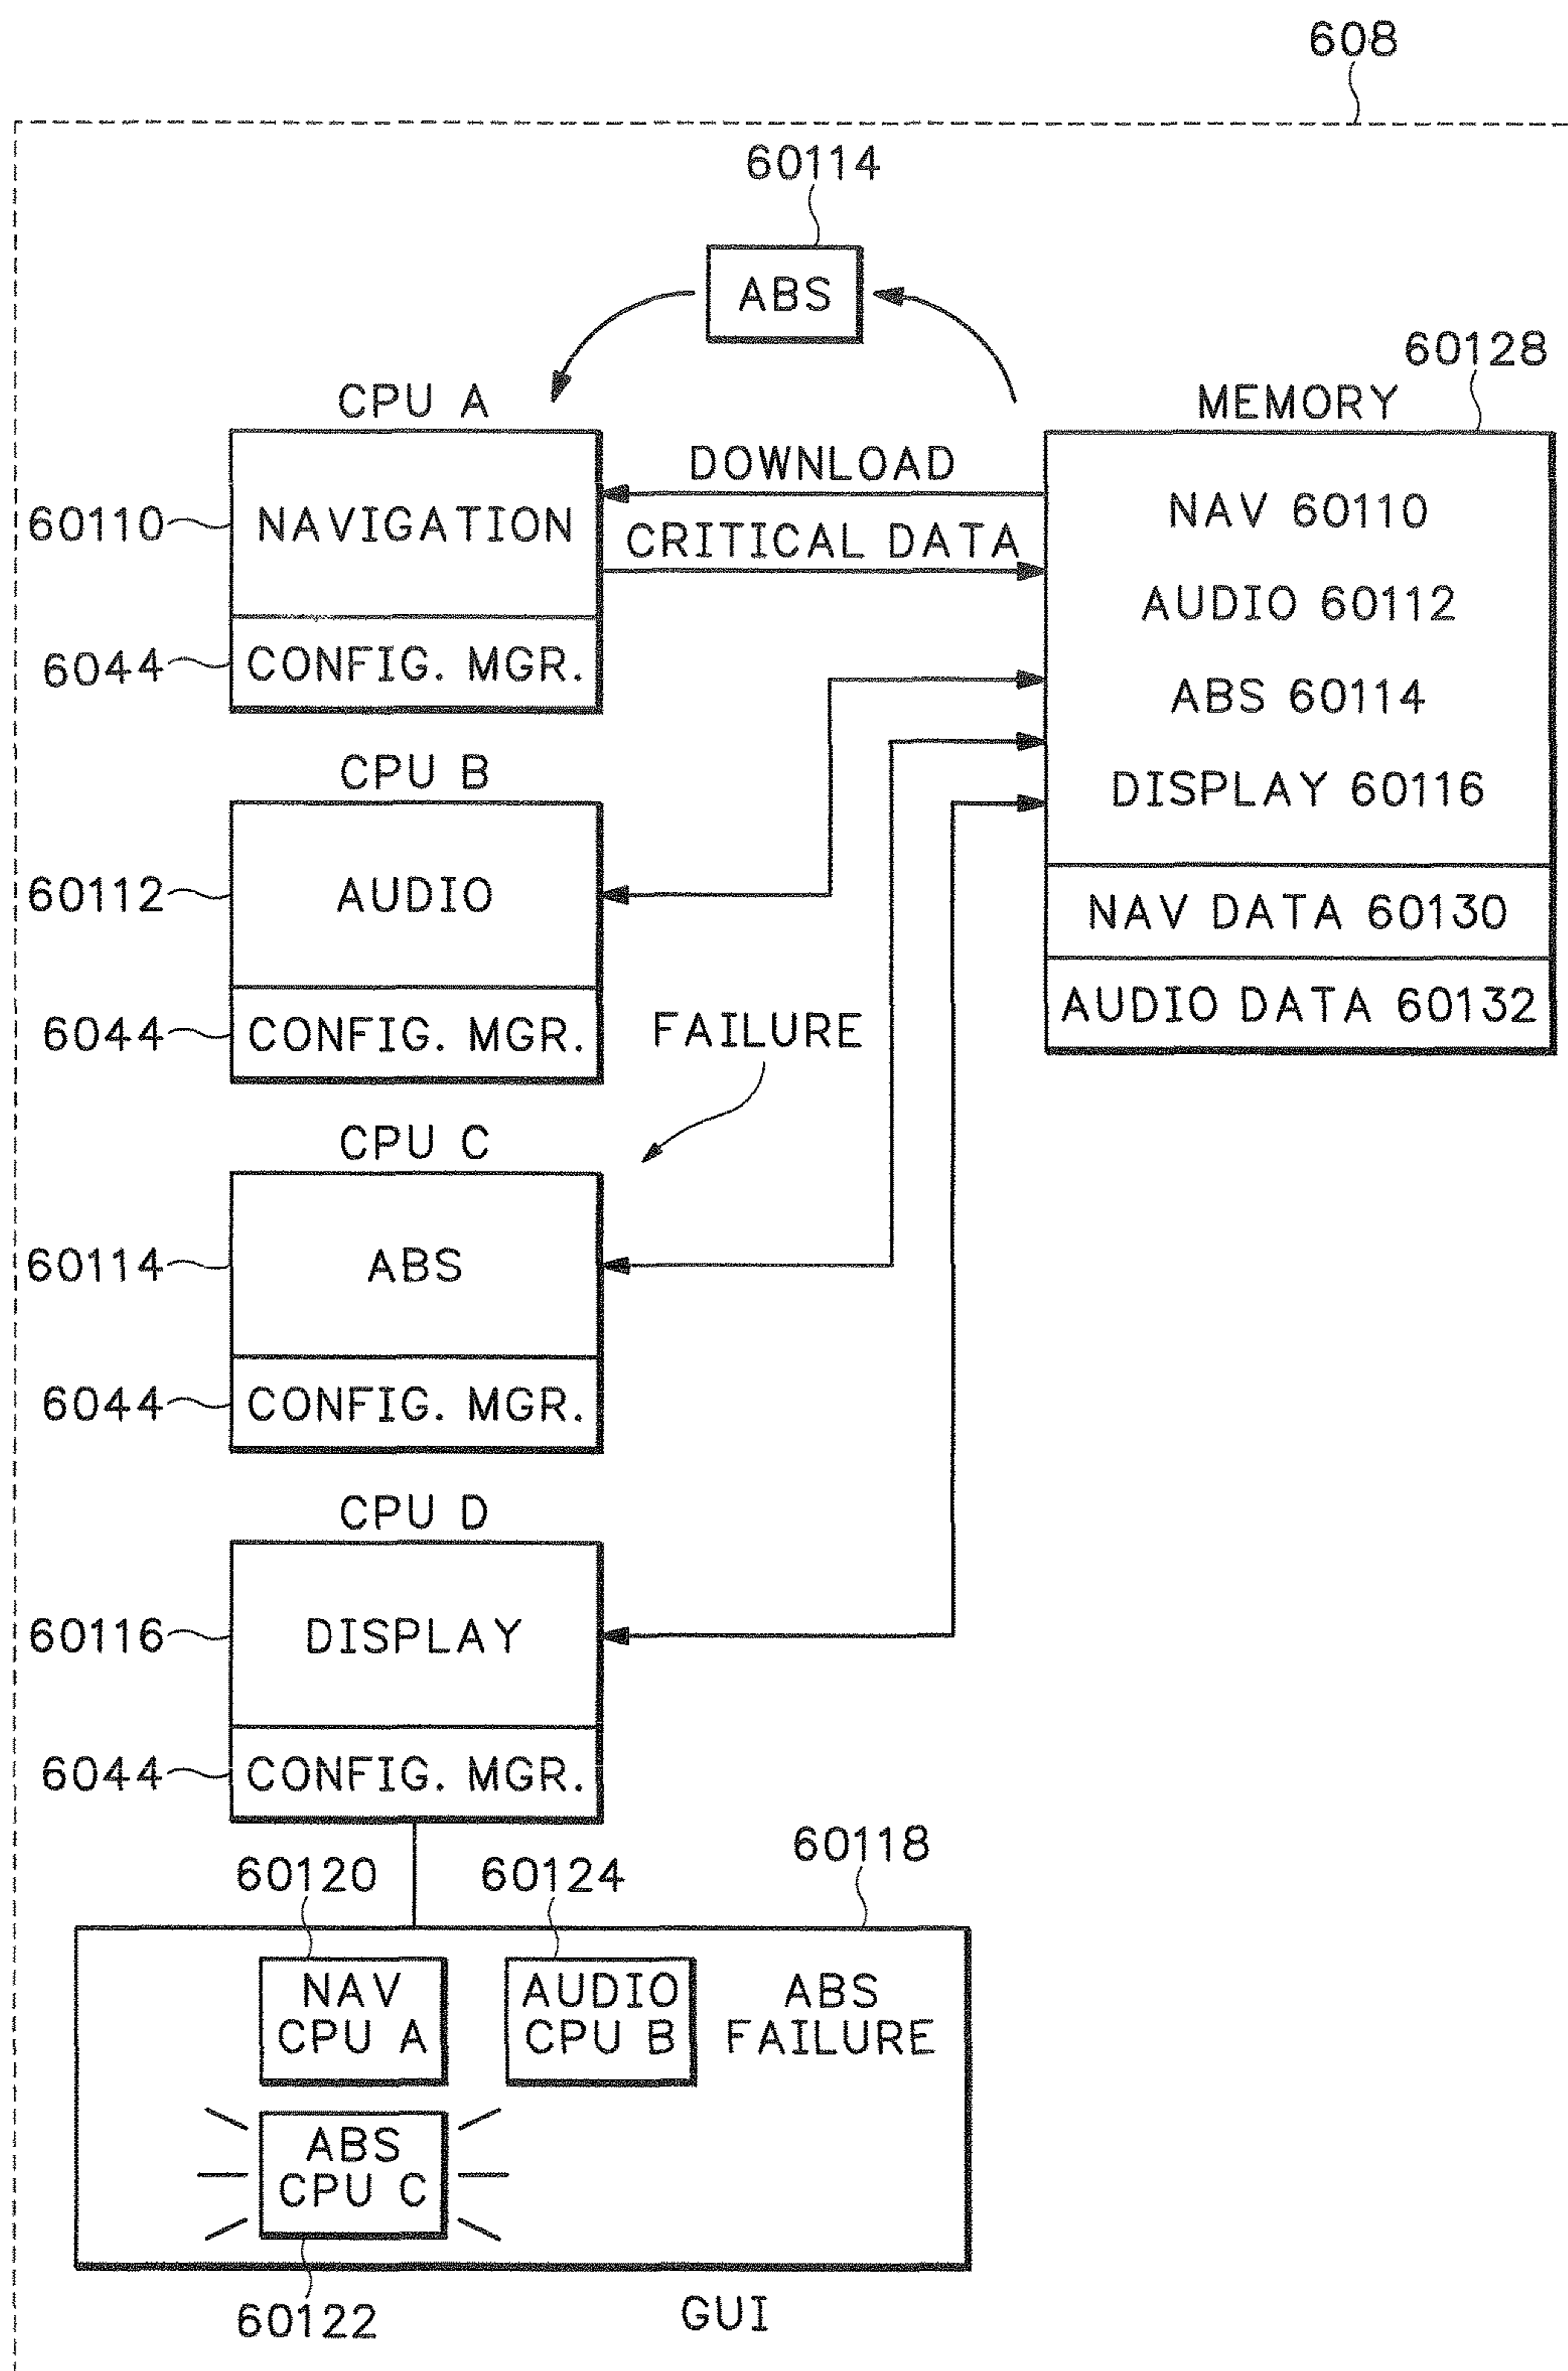 608
60114
ABS
60128
CPU A
MEMORY
DOWNLOAD
60110
NAVIGATION
CRITICAL DATA
NAV 60110
AUDIO 60112
6044
CONFIG. MGR.
ABS 60114
CPU B
DISPLAY 60116
60112
AUDIO
NAV DATA 60130
6044
CONFIG. MGR.
FAILURE
AUDIO DATA 60132
CPU C
60114
ABS
6044
CONFIG. MGR.
CPU D
60116
DISPLAY
6044
CONFIG. MGR.
60118
60120
60124
NAV
CPU A
AUDIO
CPU B
ABS
FAILURE
ABS
CPU C
60122
GUI